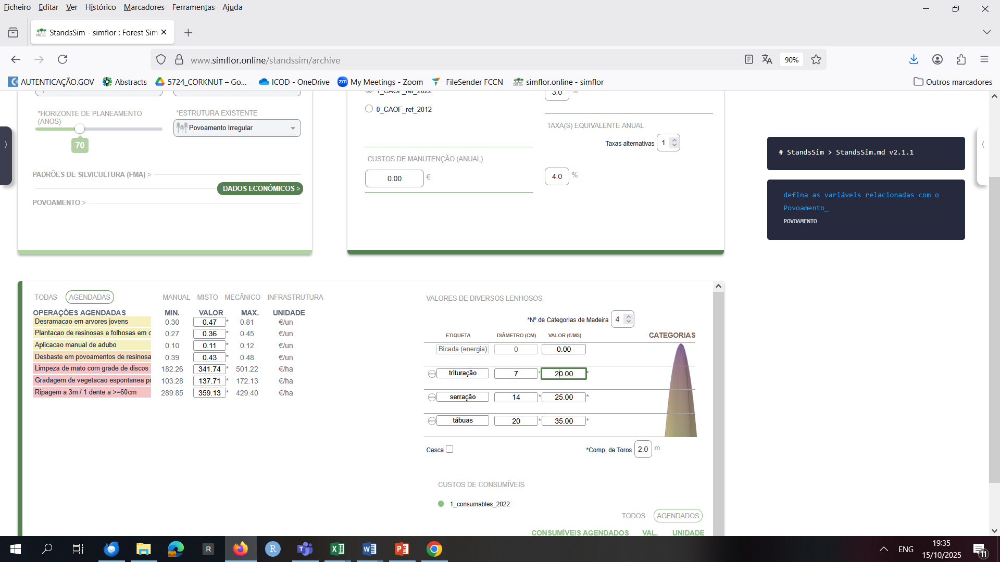 Ficheiro Editar Ver Histórico Marcadores Ferramentas Ajuda
StandsSim - simflor : Forest Sim
www.simflor.online/standssim/archive
90%
AUTENTICAÇÃO.GOV Abstracts 5724_CORKNUT – Go... ICOD - OneDrive My Meetings - Zoom FileSender FCCN simflor.online - simflor Outros marcadores
1_CAOF_ref_2022
3.0 %
*HORIZONTE DE PLANEAMENTO (ANOS)
70
*ESTRUTURA EXISTENTE
Povoamento Irregular
PADRÕES DE SILVICULTURA (FMA) >
DADOS ECONÓMICOS >
POVOAMENTO >
0_CAOF_ref_2012
CUSTOS DE MANUTENÇÃO (ANUAL)
0.00 €
TAXA(S) EQUIVALENTE ANUAL
Taxas alternativas 1
4.0 %
# StandsSim > StandsSim.md v2.1.1
defina as variáveis relacionadas com o
Povoamento_
POVOAMENTO
TODAS AGENDADAS MANUAL MISTO MECÂNICO INFRASTRUTURA
OPERAÇÕES AGENDADAS MIN. VALOR MAX. UNIDADE
Desramacao em arvores jovens 0.30 0.47 * 0.81 €/un
Plantacao de resinosas e folhosas em c 0.27 0.36 * 0.45 €/un
Aplicacao manual de adubo 0.10 0.11 * 0.12 €/un
Desbaste em povoamentos de resinosa 0.39 0.43 * 0.48 €/un
Limpeza de mato com grade de discos 182.26 341.74 * 501.22 €/ha
Gradagem de vegetacao espontanea po 103.28 137.71 * 172.13 €/ha
Ripagem a 3m / 1 dente a >=60cm 289.85 359.13 * 429.40 €/ha
VALORES DE DIVERSOS LENHOSOS
*Nº de Categorias de Madeira 4
ETIQUETA DIÂMETRO (CM) VALOR (€/M3) CATEGORIAS
Bicada (energia) 0 0.00
trituração 7 * 20.00 *
serração 14 * 25.00 *
tábuas 20 * 35.00 *
Casca *Comp. de Toros 2.0 m
CUSTOS DE CONSUMÍVEIS
1_consumables_2022
TODOS AGENDADOS
CONSUMÍVEIS AGENDADOS VAL. UNIDADE
ENG
19:35
15/10/2025
11